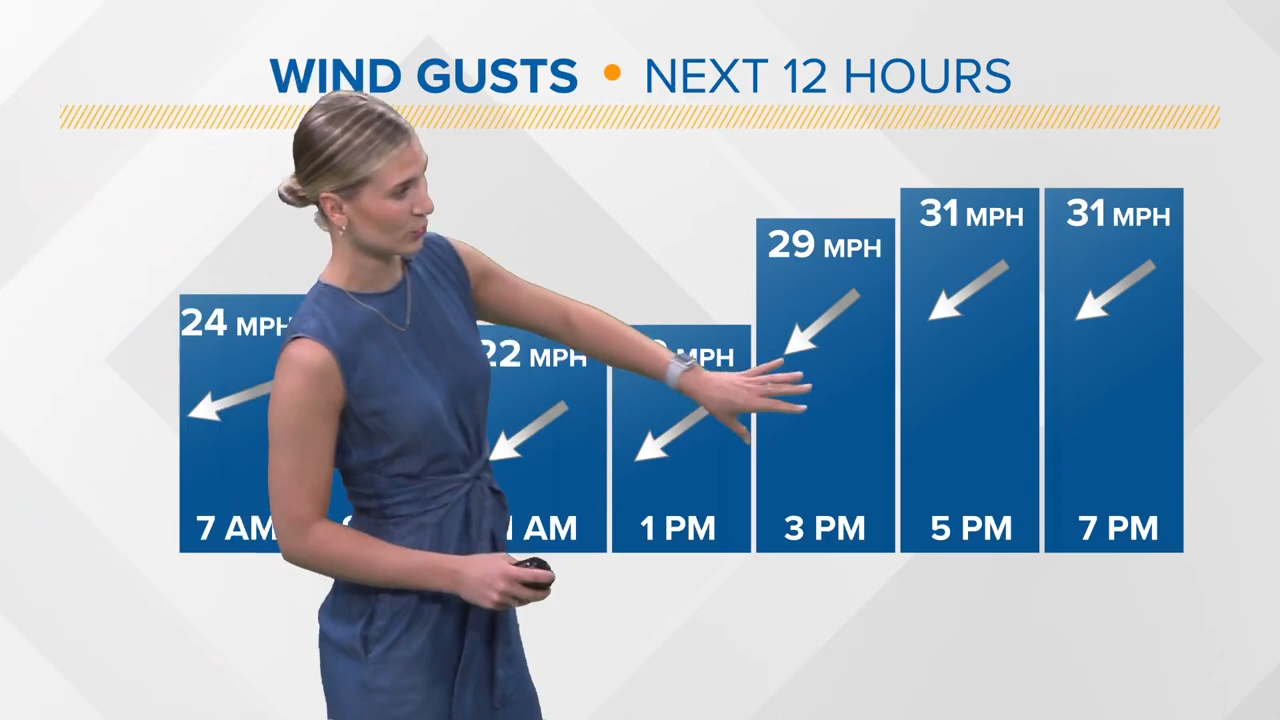 WIND GUSTS • NEXT 12 HOURS
24 MPH
22 MPH
MPH
29 MPH
31 MPH
31 MPH
7 AM
AM
1 PM
3 PM
5 PM
7 PM